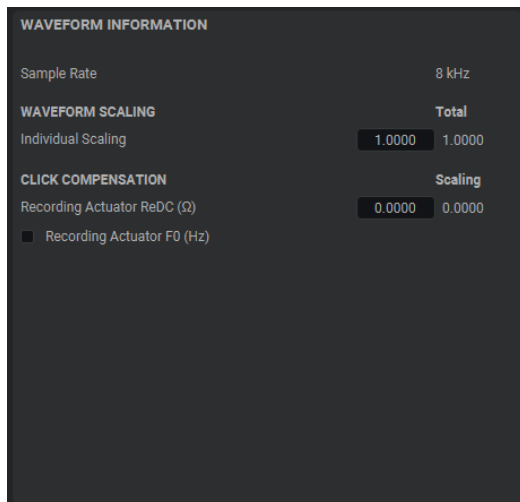 WAVEFORM INFORMATION
Sample Rate 8 kHz
WAVEFORM SCALING Total
Individual Scaling 1.0000 1.0000
CLICK COMPENSATION Scaling
Recording Actuator ReDC (Ω) 0.0000 0.0000
Recording Actuator F0 (Hz)